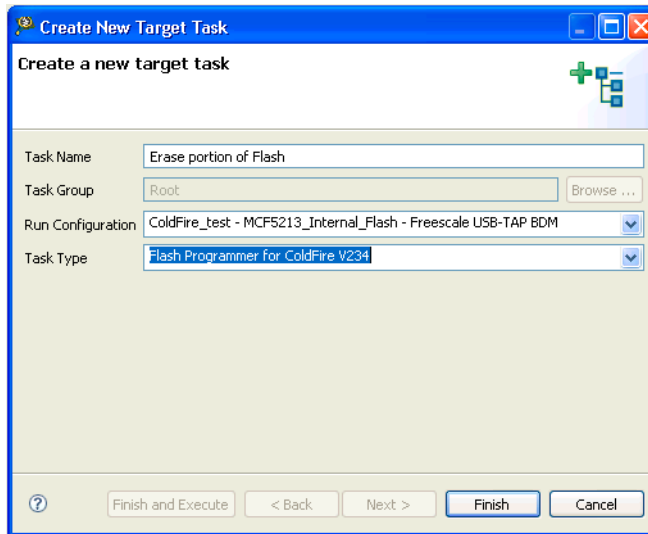 Create New Target Task
Create a new target task
Task Name Erase portion of Flash
Task Group Root Browse ...
Run Configuration ColdFire_test - MCF5213_Internal_Flash - Freescale USB-TAP BDM
Task Type Flash Programmer for ColdFire V234
? Finish and Execute < Back Next > Finish Cancel